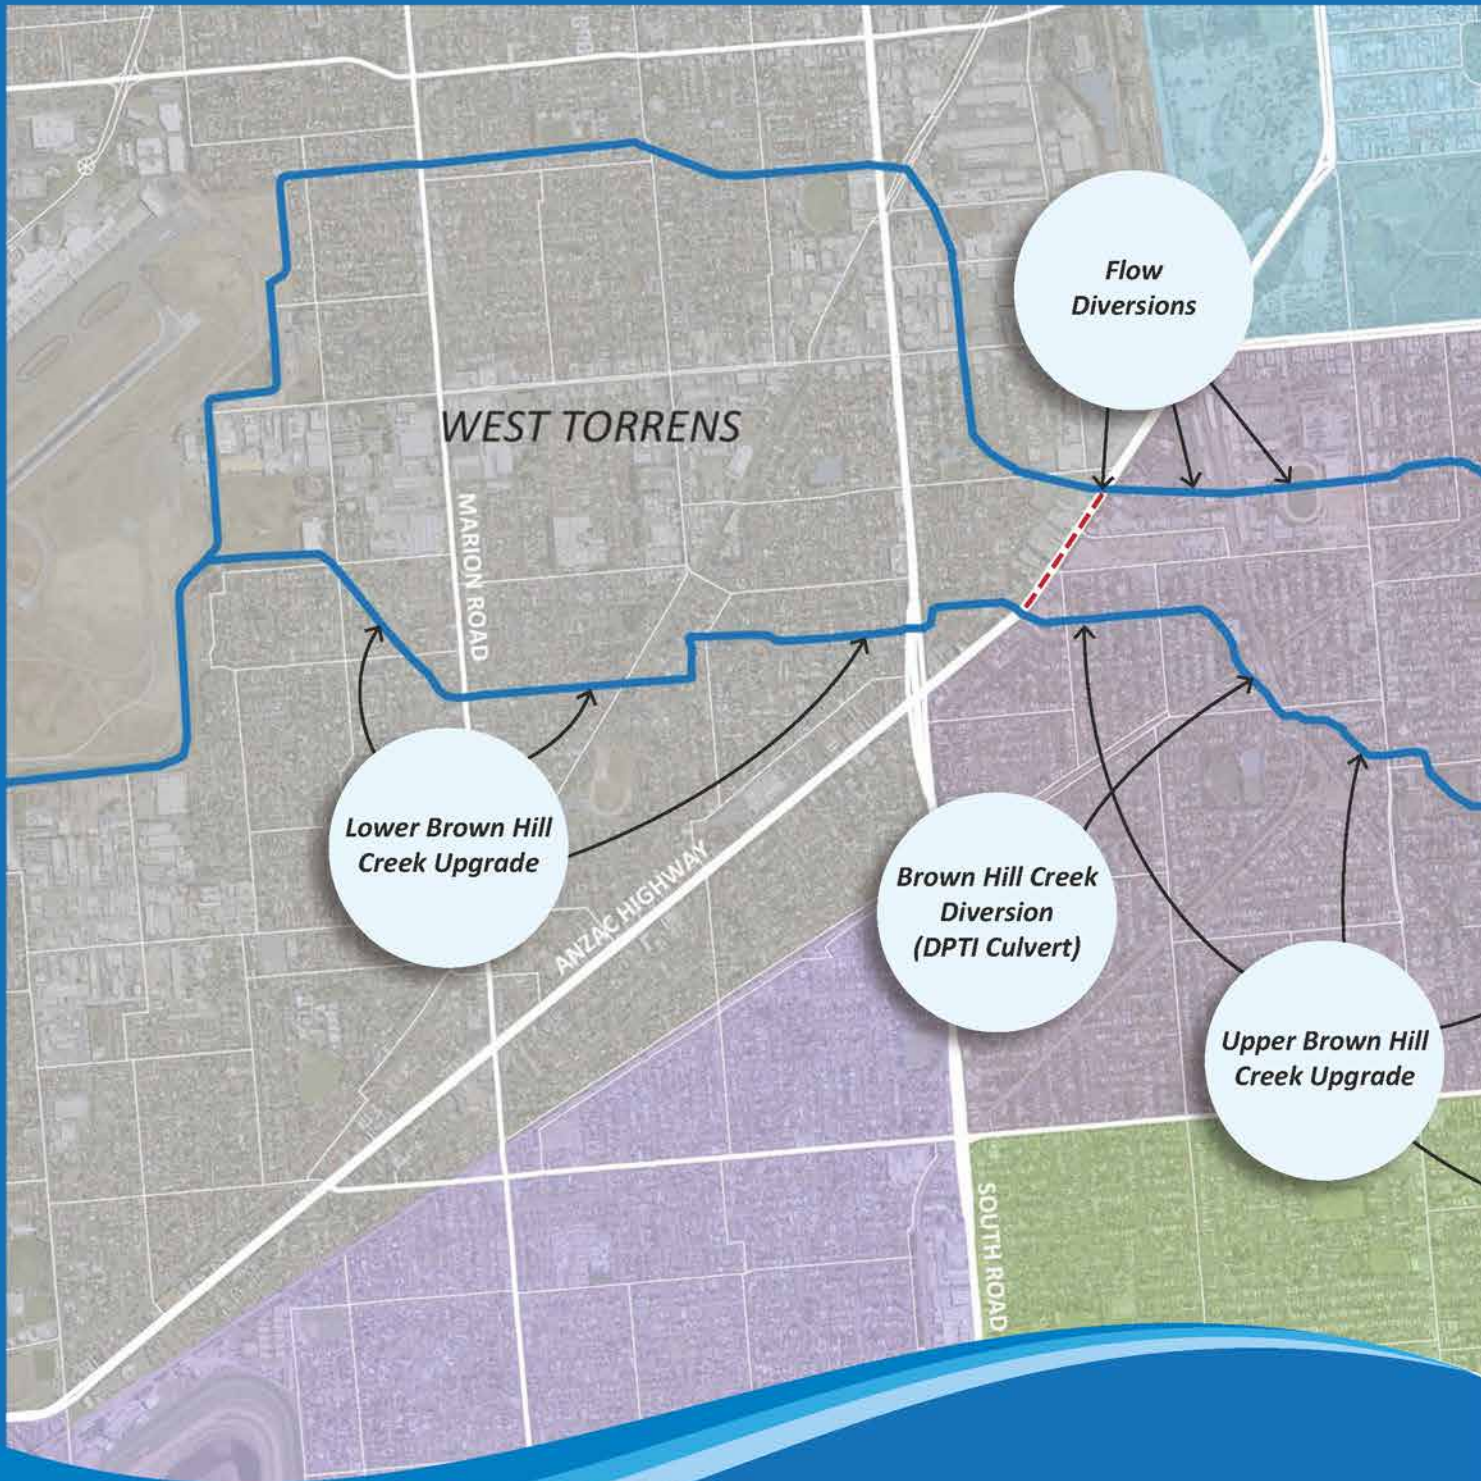 Flow
Diversions
WEST TORRENS
MARION ROAD
Lower Brown Hill
Creek Upgrade
ANZAC HIGHWAY
Brown Hill Creek
Diversion
(DPTI Culvert)
Upper Brown Hill
Creek Upgrade
SOUTH ROAD